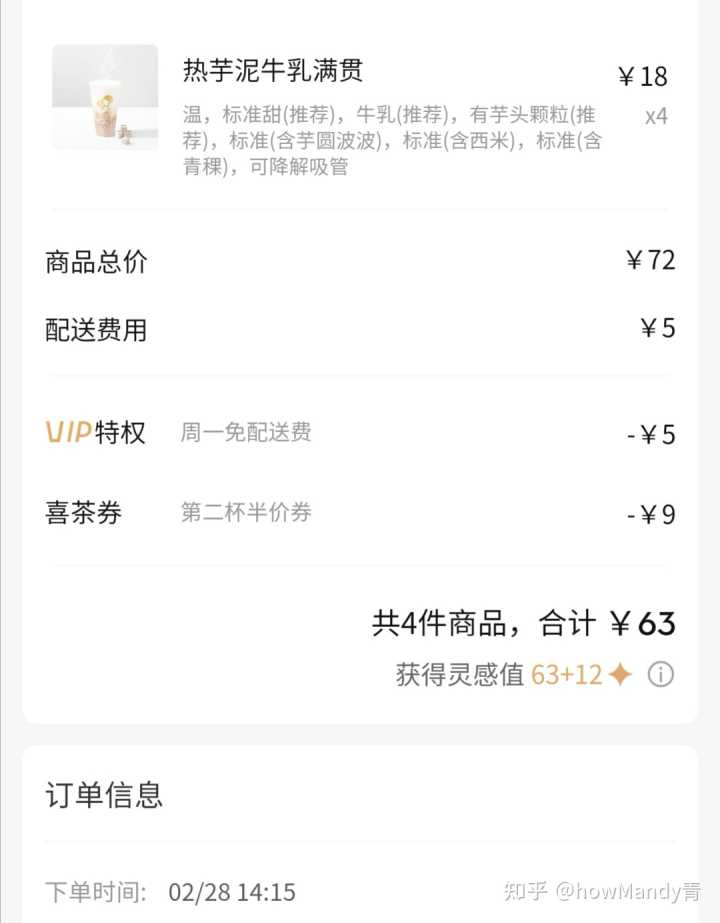 热芋泥牛乳满贯 ￥18
温，标准甜(推荐)，牛乳(推荐)，有芋头颗粒(推 x4
荐)，标准(含芋圆波波)，标准(含西米)，标准(含
青稞)，可降解吸管
商品总价 ￥72
配送费用 ￥5
VIP特权 周一免配送费 -￥5
喜茶券 第二杯半价券 -￥9
共4件商品，合计 ￥63
获得灵感值 63+12
订单信息
下单时间: 02/28 14:15
知乎 @howMandy青